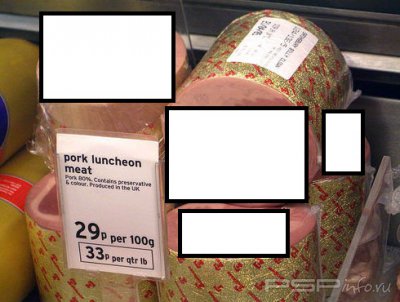 pork luncheon
meat
Pork 80%. Contains preservative
& colour. Produced in the UK.
29p per 100g
33p per qtr lb
PSPinfo.ru